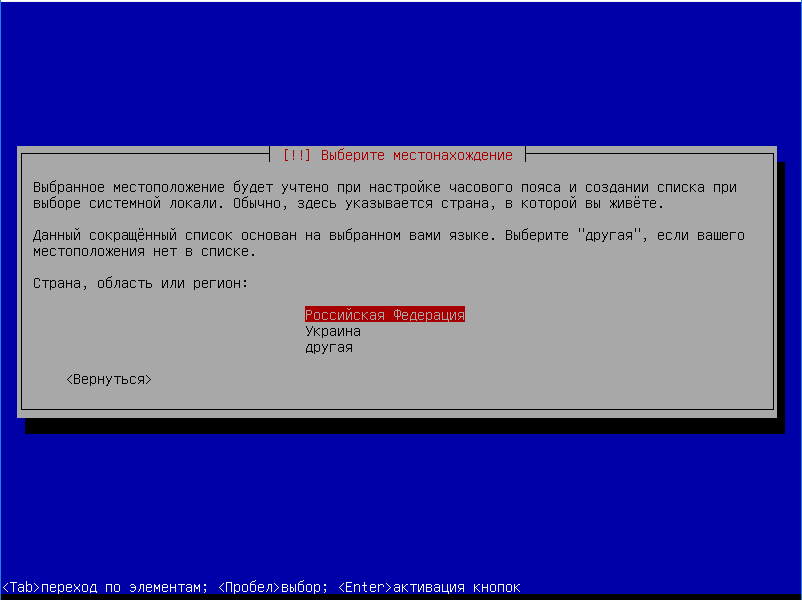 [!!] Выберите местонахождение
Выбранное местоположение будет учтено при настройке часового пояса и создании списка при
выборе системной локали. Обычно, здесь указывается страна, в которой вы живёте.
Данный сокращённый список основан на выбранном вами языке. Выберите "другая", если вашего
местоположения нет в списке.
Страна, область или регион:
Российская Федерация
Украина
другая
<Вернуться>
<Tab>переход по элементам; <Пробел>выбор; <Enter>активация кнопок